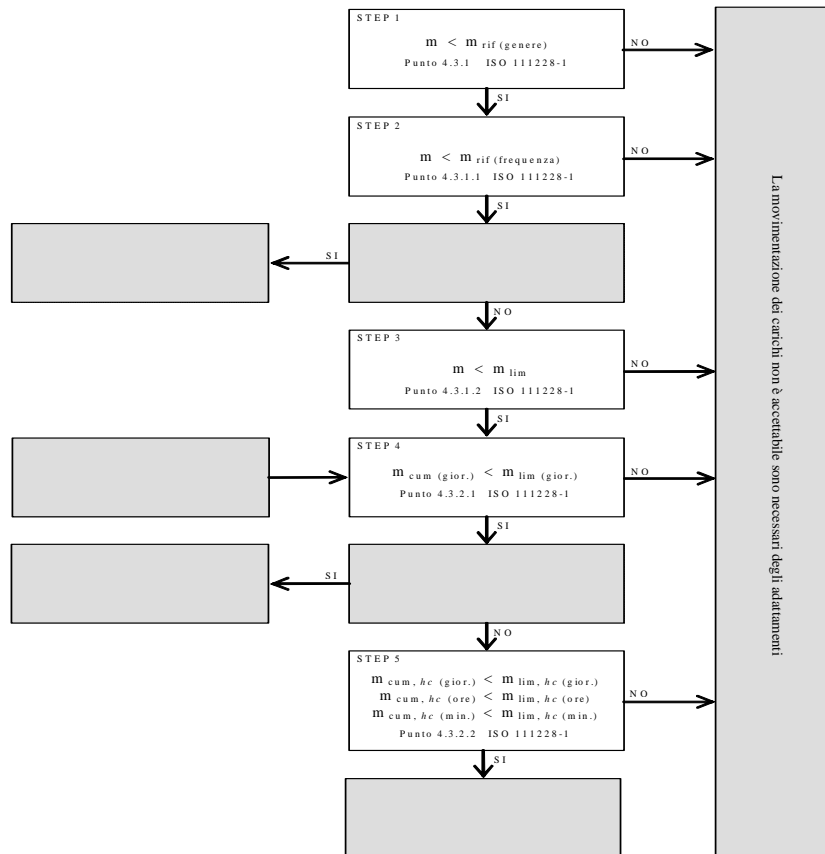 STEP 1
m < m rif (genere)
Punto 4.3.1 ISO 111228-1
NO
SI
STEP 2
m < m rif (frequenza)
Punto 4.3.1.1 ISO 111228-1
NO
SI
SI
NO
STEP 3
m < m lim
Punto 4.3.1.2 ISO 111228-1
NO
SI
STEP 4
m cum (gior.) < m lim (gior.)
Punto 4.3.2.1 ISO 111228-1
NO
SI
SI
NO
STEP 5
m cum, hc (gior.) < m lim, hc (gior.)
m cum, hc (ore) < m lim, hc (ore)
m cum, hc (min.) < m lim, hc (min.)
Punto 4.3.2.2 ISO 111228-1
NO
SI
La movimentazione dei carichi non è accettabile sono necessari degli adattamenti